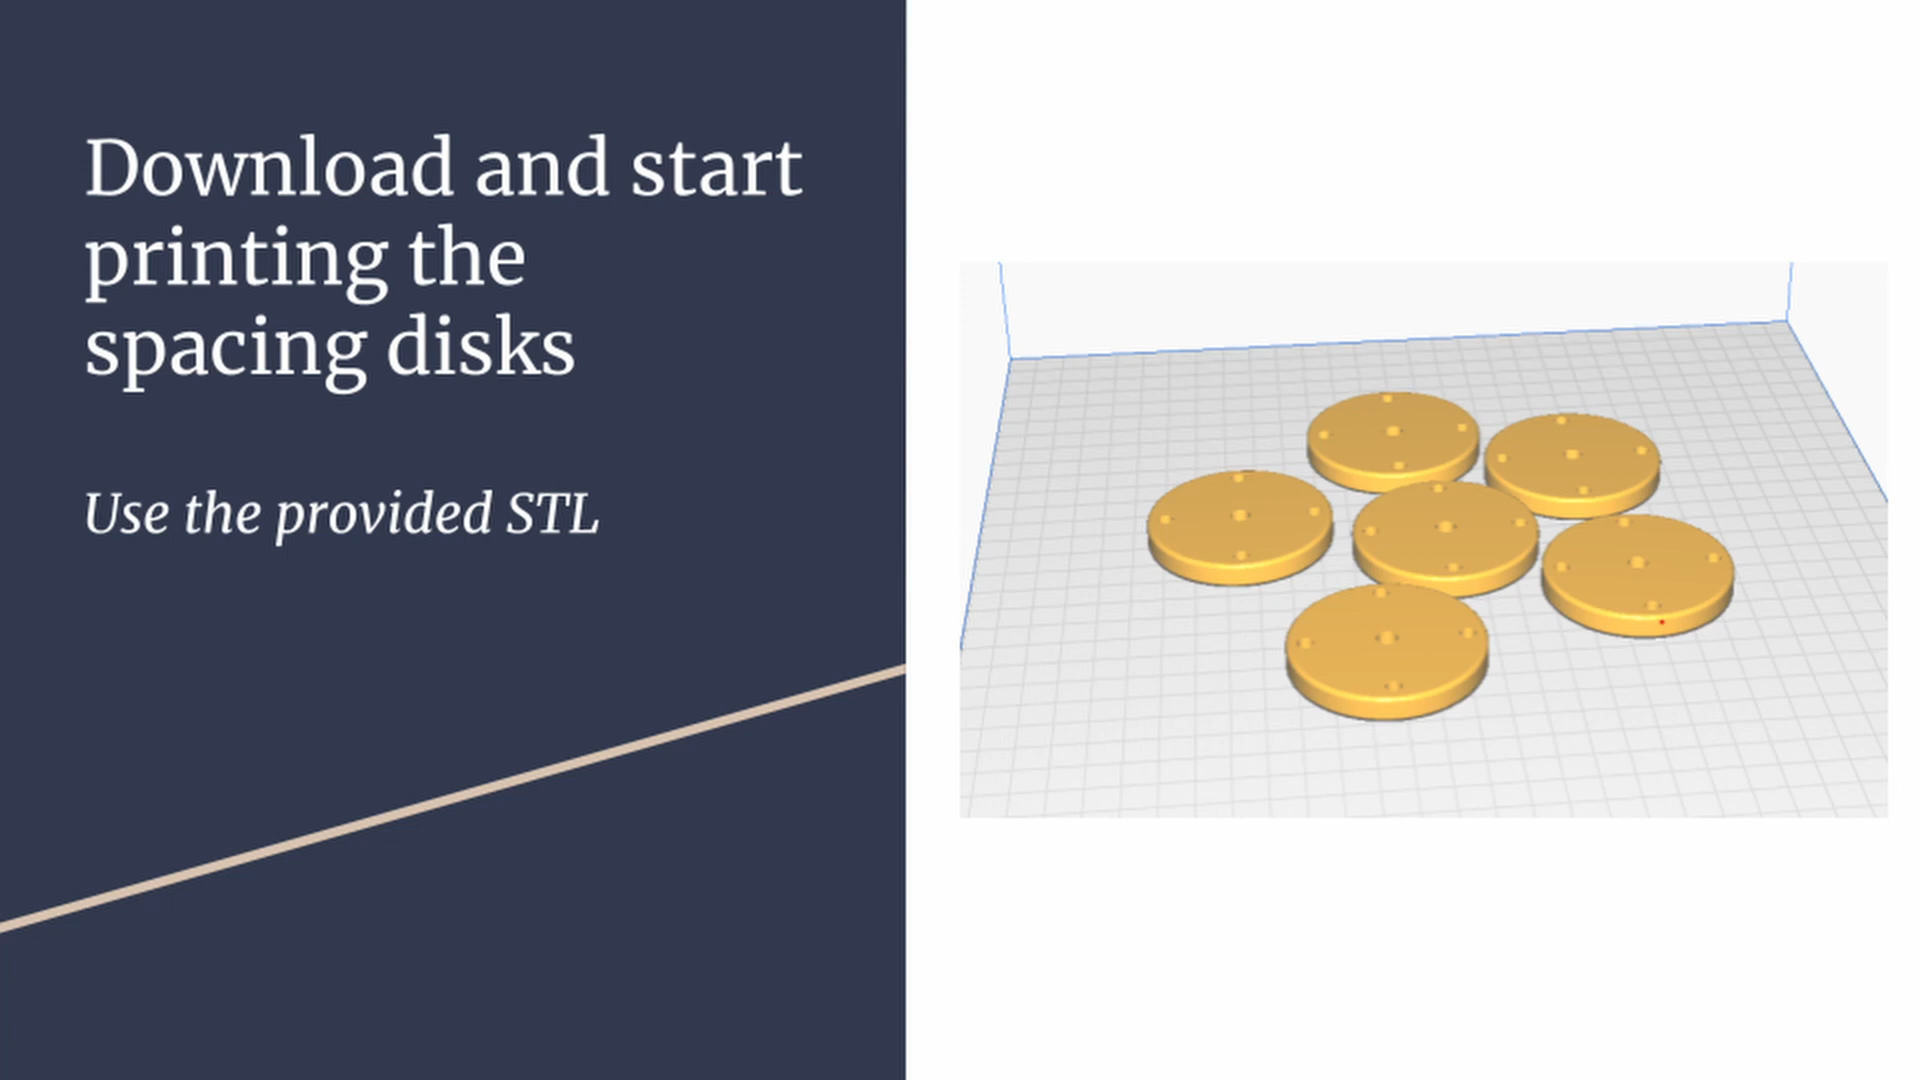 Download and start
printing the
spacing disks
Use the provided STL